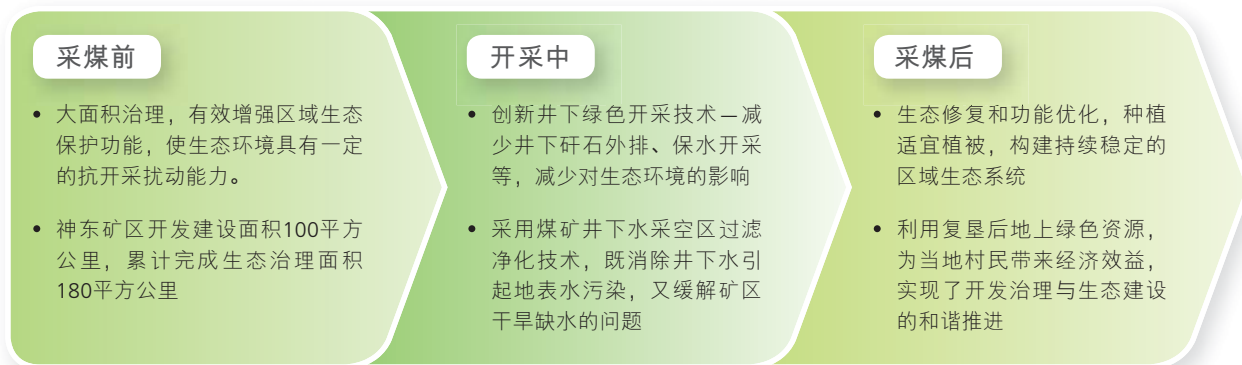 采煤前
• 大面积治理，有效增强区域生态
保护功能，使生态环境具有一定
的抗开采扰动能力。
• 神东矿区开发建设面积100平方
公里，累计完成生态治理面积
180平方公里
开采中
• 创新井下绿色开采技术—减
少井下矸石外排、保水开采
等，减少对生态环境的影响
• 采用煤矿井下水采空区过滤
净化技术，既消除井下水引
起地表水污染，又缓解矿区
干旱缺水的问题
采煤后
• 生态修复和功能优化，种植
适宜植被，构建持续稳定的
区域生态系统
• 利用复垦后地上绿色资源，
为当地村民带来经济效益，
实现了开发治理与生态建设
的和谐推进